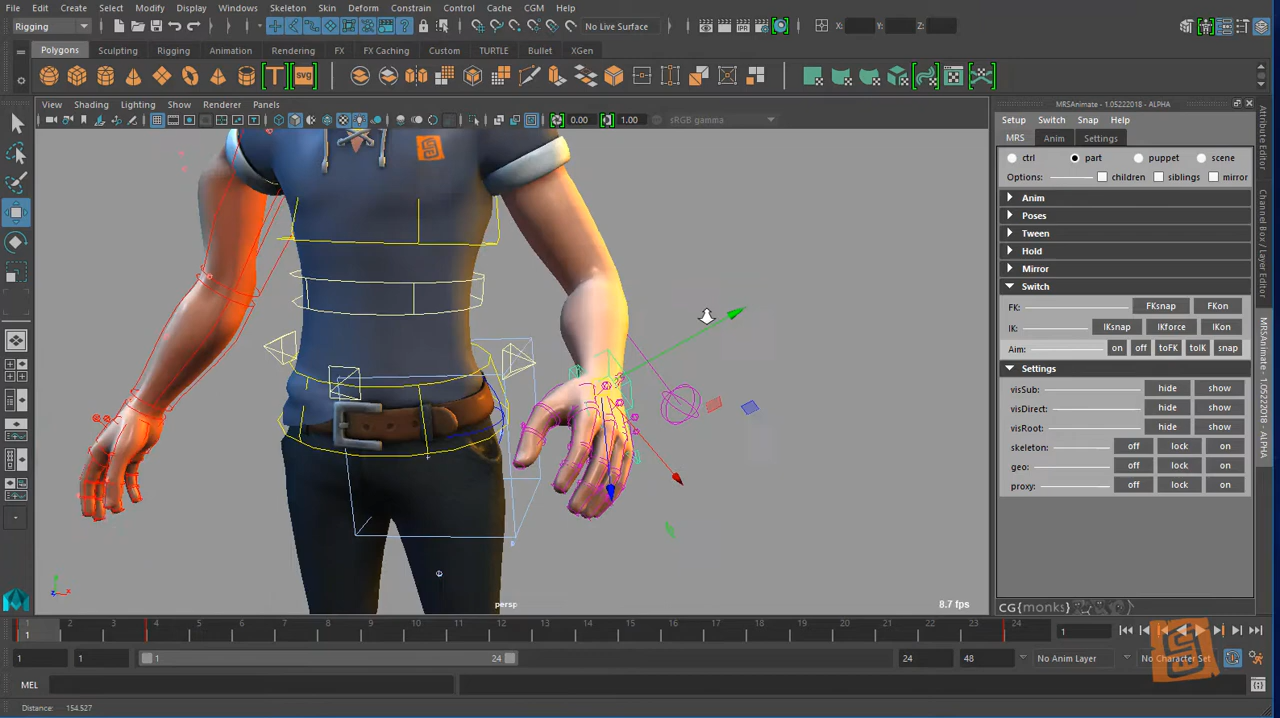 File Edit Create Select Modify Display Windows Skeleton Skin Deform Constrain Control Cache CGM Help
Rigging No Live Surface X: Y: Z:
Polygons Sculpting Rigging Animation Rendering FX FX Caching Custom TURTLE Bullet XGen
T svg
View Shading Lighting Show Renderer Panels
0.00 1.00 sRGB gamma
MRSAnimate - 1.05222018 - ALPHA
Setup Switch Snap Help
MRS Anim Settings
ctrl part puppet scene
Options: children siblings mirror
Anim
Poses
Tween
Hold
Mirror
Switch
FK: FKsnap FKon
IK: IKsnap IKforce IKon
Aim: on off toFK toIK snap
Settings
visSub: hide show
visDirect: hide show
visRoot: hide show
skeleton: off lock on
geo: off lock on
proxy: off lock on
Attribute Editor
Channel Box / Layer Editor
MRSAnimate - 1.05222018 - ALPHA
persp
8.7 fps
CG{monks}
1 2 3 4 5 6 7 8 9 10 11 12 13 14 15 16 17 18 19 20 21 22 23 24
1 1
1 1 1 24 24 48 No Anim Layer No Character Set
MEL
Distance: 154.527